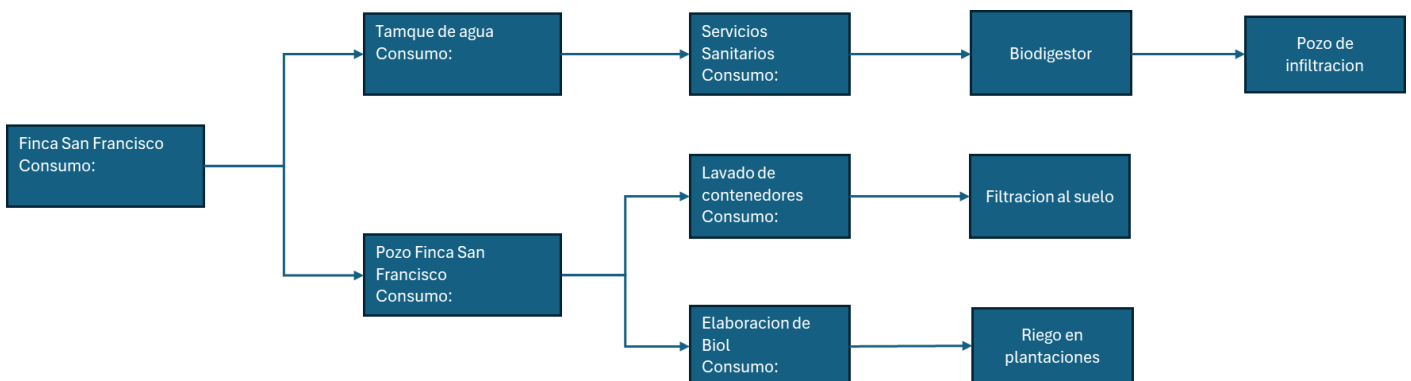 Tamque de agua
Consumo:
Servicios
Sanitarios
Consumo:
Biodigestor
Pozo de
infiltracion
Finca San Francisco
Consumo:
Lavado de
contenedores
Consumo:
Filtracion al suelo
Pozo Finca San
Francisco
Consumo:
Elaboracion de
Biol
Consumo:
Riego en
plantaciones